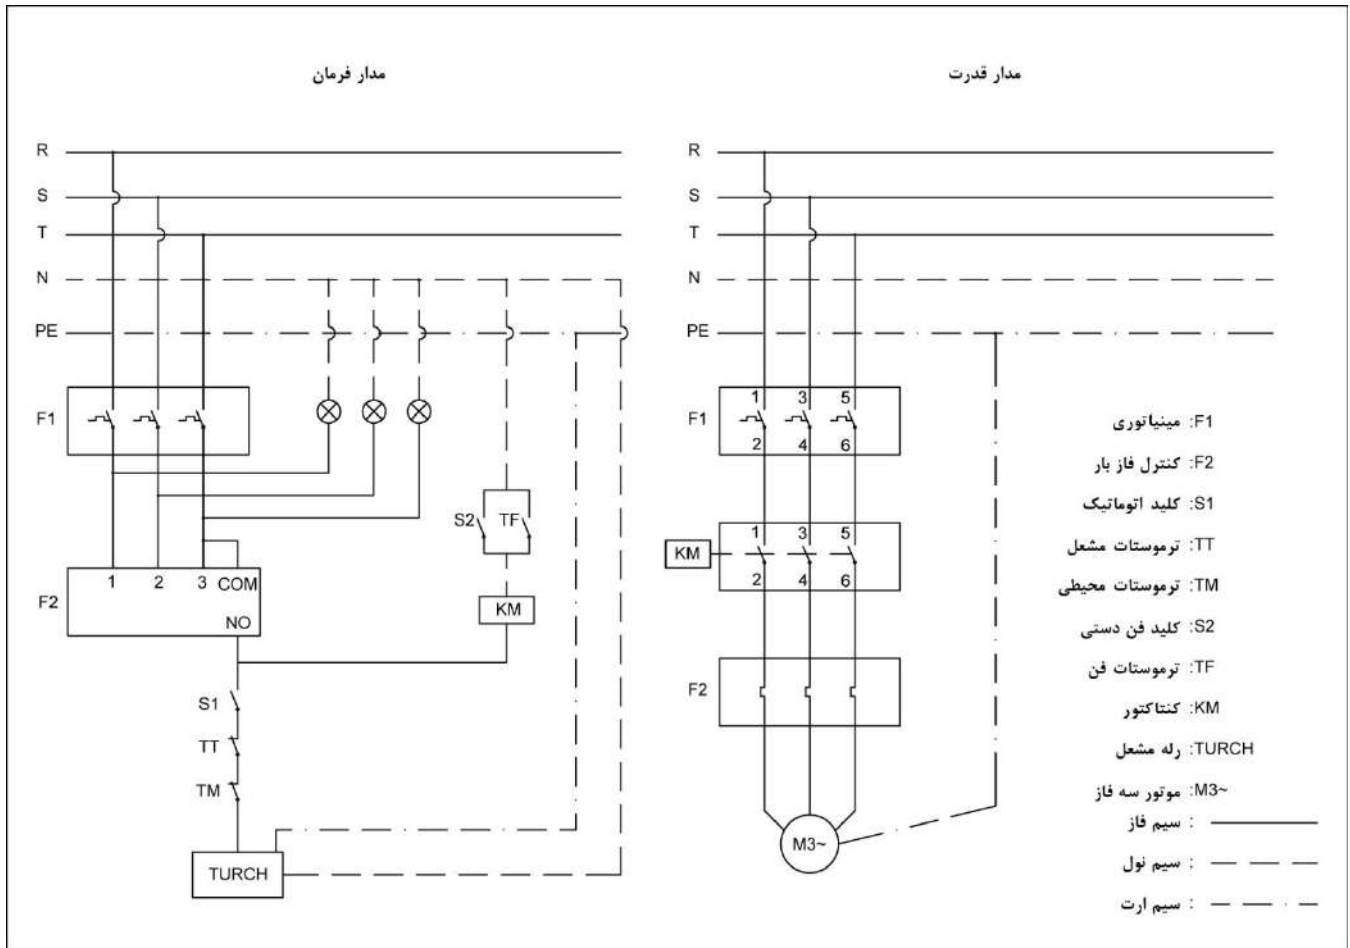 مدار فرمان
R
S
T
N
PE
F1
S2
TF
1 2 3 COM
F2
NO
KM
S1
TT
TM
TURCH
مدار قدرت
R
S
T
N
PE
1 3 5
F1
2 4 6
1 3 5
KM
2 4 6
F2
M3~
F1: مینیاتوری
F2: کنترل فاز بار
S1: کلید اتوماتیک
TT: ترموستات مشعل
TM: ترموستات محیطی
S2: کلید فن دستی
TF: ترموستات فن
KM: کنتاکتور
TURCH: رله مشعل
M3~: موتور سه فاز
: سیم فاز
: سیم نول
: سیم ارت